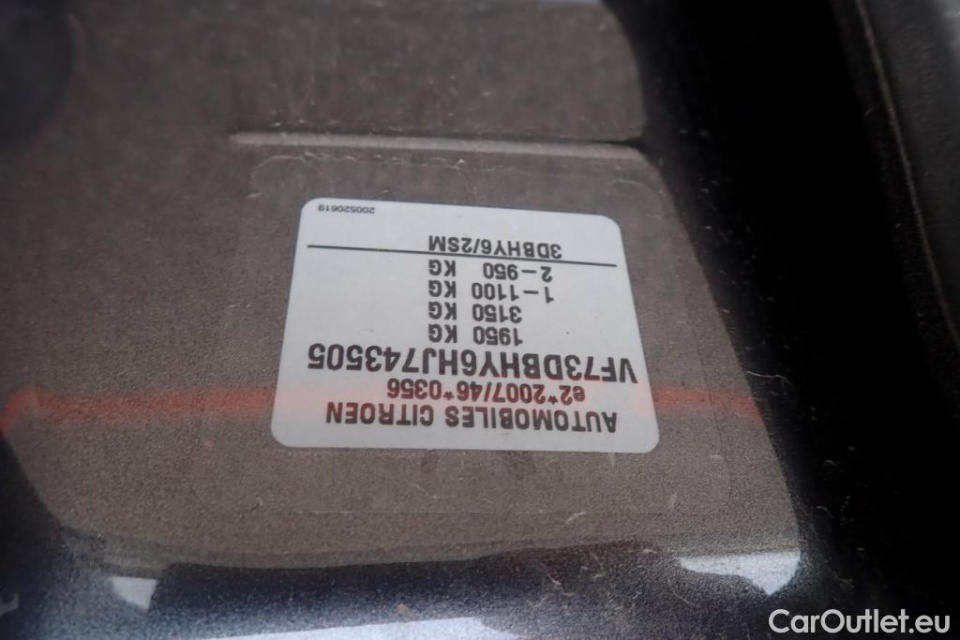 AUTOMOBILES CITROEN
e2*2007/46*0356
VF73DBHY6HJ743505
1950 KG
3150 KG
1-1100 KG
2-950 KG
3DBHY6/2SM
200520619
CarOutlet.eu